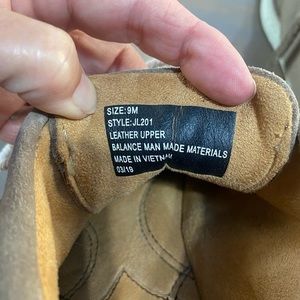 SIZE:9M
STYLE:JL201
LEATHER UPPER
BALANCE MAN MADE MATERIALS
MADE IN VIETNAM
03/19